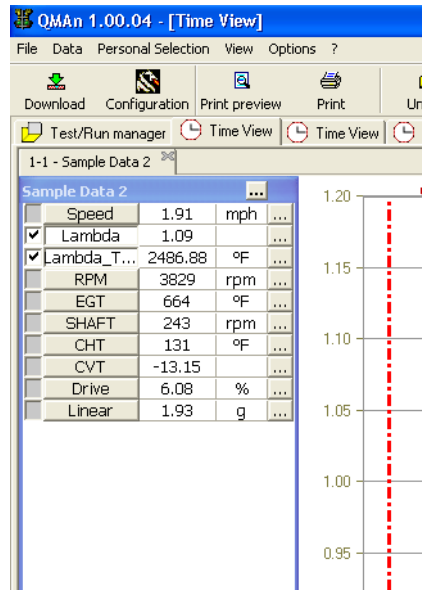 QMAn 1.00.04 - [Time View]
File Data Personal Selection View Options ?
Download Configuration Print preview Print
Test/Run manager Time View Time View
1-1 - Sample Data 2
Sample Data 2 ...
Speed 1.91 mph ...
Lambda 1.09 ...
Lambda_T... 2486.88 ºF ...
RPM 3829 rpm ...
EGT 664 ºF ...
SHAFT 243 rpm ...
CHT 131 ºF ...
CVT -13.15 ...
Drive 6.08 % ...
Linear 1.93 g ...
1.20
1.15
1.10
1.05
1.00
0.95